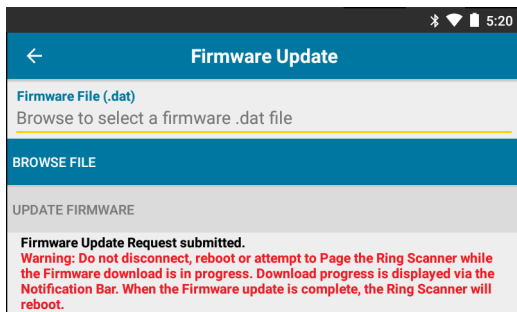 5:20
Firmware Update
Firmware File (.dat)
Browse to select a firmware .dat file
BROWSE FILE
UPDATE FIRMWARE
Firmware Update Request submitted.
Warning: Do not disconnect, reboot or attempt to Page the Ring Scanner while
the Firmware download is in progress. Download progress is displayed via the
Notification Bar. When the Firmware update is complete, the Ring Scanner will
reboot.